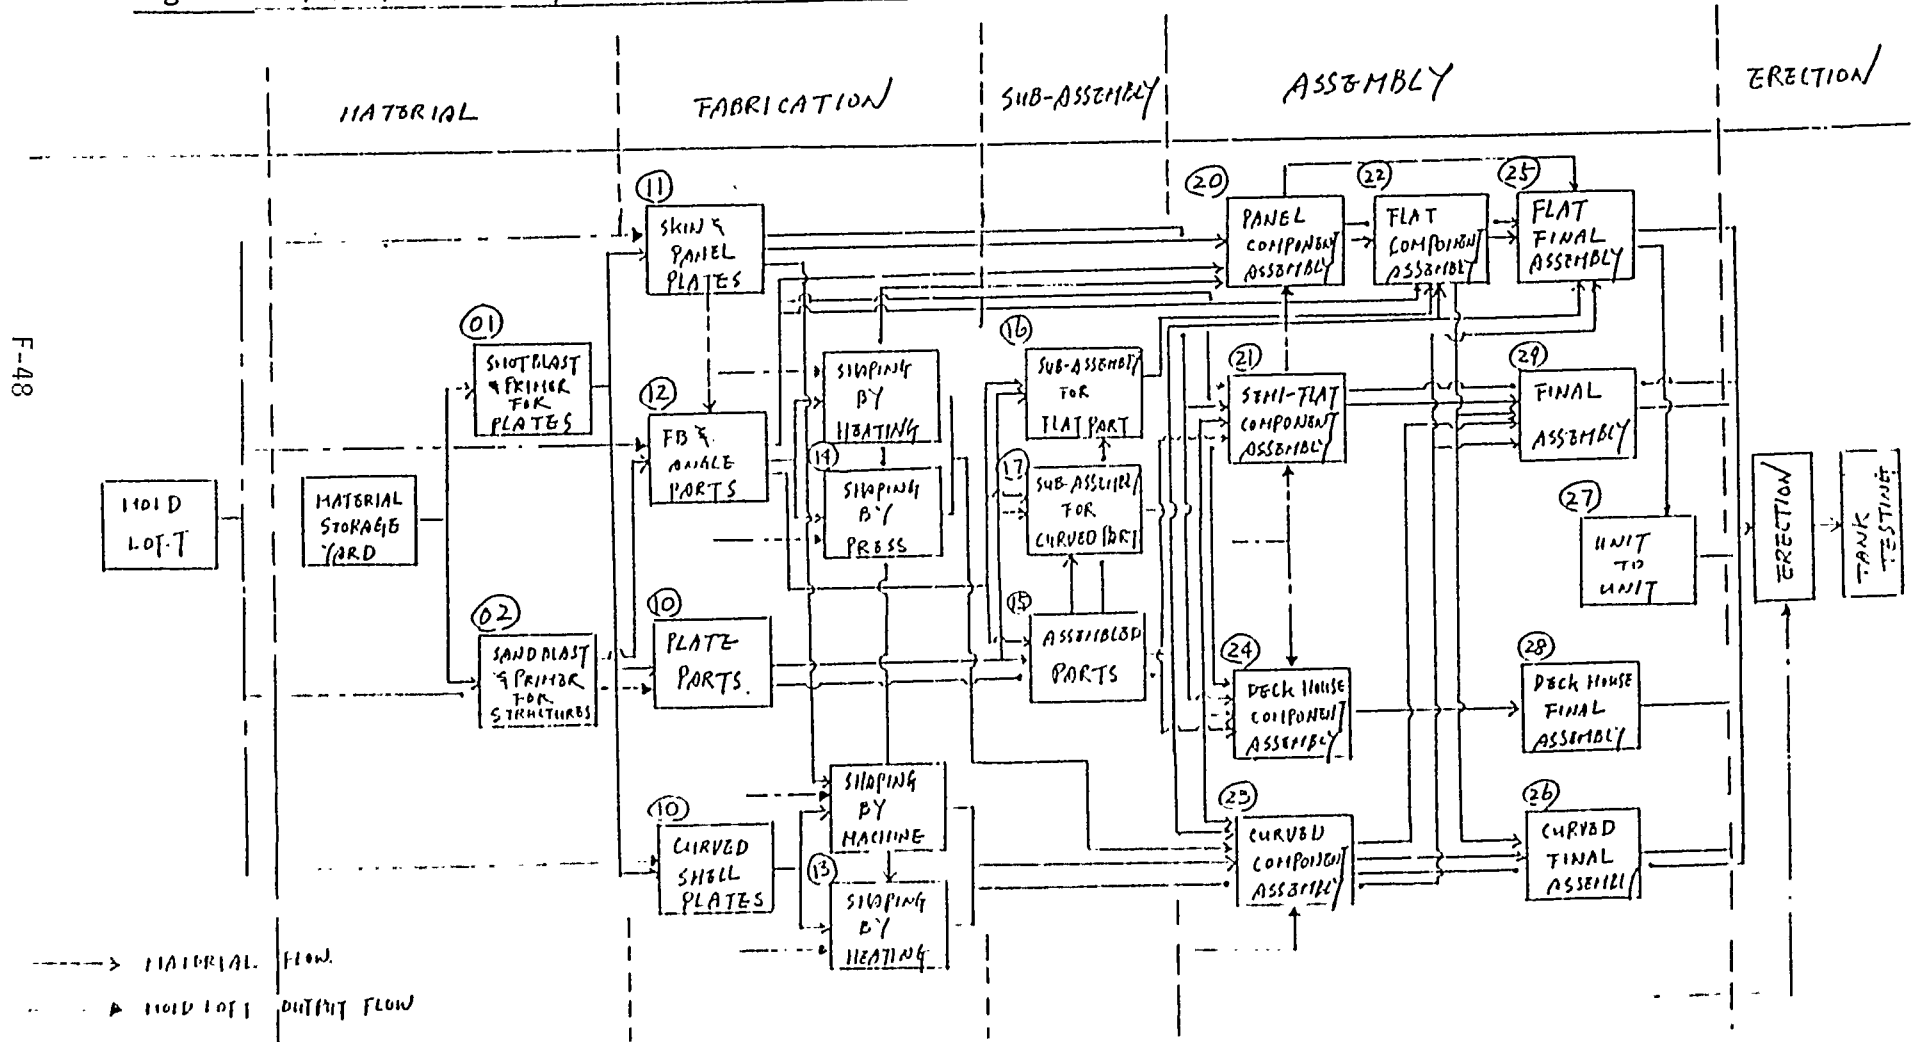 MATERIAL
FABRICATION
SUB-ASSEMBLY
ASSEMBLY
ERECTION
F-48
MOLD
LOFT
MATERIAL
STORAGE
YARD
01
SHOTBLAST
& PRIMER
FOR
PLATES
02
SANDBLAST
& PRIMER
FOR
STRUCTURES
11
SKIN &
PANEL
PLATES
12
FB &
ANGLE
PARTS
10
PLATE
PARTS.
10
CURVED
SHELL
PLATES
SHAPING
BY
HEATING
14
SHAPING
BY
PRESS
SHAPING
BY
MACHINE
13
SHAPING
BY
HEATING
16
SUB-ASSEMBLY
FOR
FLAT PART
17
SUB-ASSEMBLY
FOR
CURVED PART
15
ASSEMBLED
PARTS
20
PANEL
COMPONENT
ASSEMBLY
22
FLAT
COMPONENT
ASSEMBLY
25
FLAT
FINAL
ASSEMBLY
21
SEMI-FLAT
COMPONENT
ASSEMBLY
29
FINAL
ASSEMBLY
27
UNIT
TO
UNIT
24
DECK HOUSE
COMPONENT
ASSEMBLY
28
DECK HOUSE
FINAL
ASSEMBLY
23
CURVED
COMPONENT
ASSEMBLY
26
CURVED
FINAL
ASSEMBLY
ERECTION
TANK
TESTING
MATERIAL FLOW.
MOLD LOFT OUTPUT FLOW